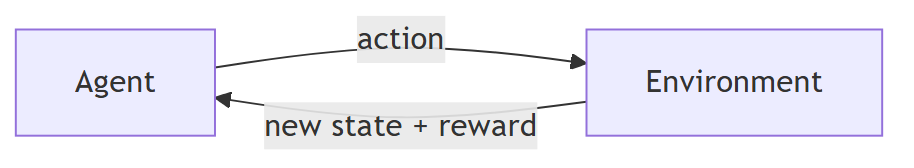 action
Agent
Environment
new state + reward